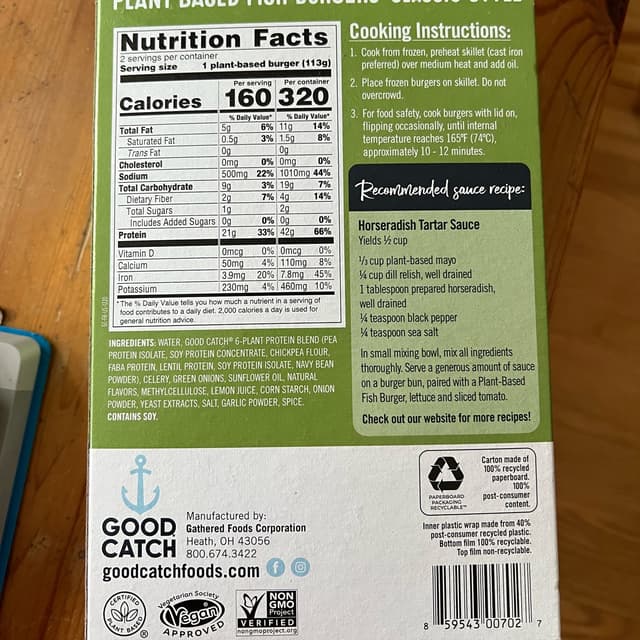 PLANT BASED FISH BURGERS CLASSIC STYLE
Nutrition Facts
2 servings per container
Serving size 1 plant-based burger (113g)
Per serving Per container
Calories 160 320
% Daily Value* % Daily Value*
Total Fat 5g 6% 11g 14%
Saturated Fat 0.5g 3% 1.5g 8%
Trans Fat 0g 0g
Cholesterol 0mg 0% 0mg 0%
Sodium 500mg 22% 1010mg 44%
Total Carbohydrate 9g 3% 19g 7%
Dietary Fiber 2g 7% 4g 14%
Total Sugars 1g 2g
Includes Added Sugars 0g 0% 0g 0%
Protein 21g 33% 42g 66%
Vitamin D 0mcg 0% 0mcg 0%
Calcium 50mg 4% 110mg 8%
Iron 3.9mg 20% 7.8mg 45%
Potassium 230mg 4% 460mg 10%
*The % Daily Value tells you how much a nutrient in a serving of
food contributes to a daily diet. 2,000 calories a day is used for
general nutrition advice.
INGREDIENTS: WATER, GOOD CATCH® 6-PLANT PROTEIN BLEND (PEA
PROTEIN ISOLATE, SOY PROTEIN CONCENTRATE, CHICKPEA FLOUR,
FABA PROTEIN, LENTIL PROTEIN, SOY PROTEIN ISOLATE, NAVY BEAN
POWDER), CELERY, GREEN ONIONS, SUNFLOWER OIL, NATURAL
FLAVORS, METHYLCELLULOSE, LEMON JUICE, CORN STARCH, ONION
POWDER, YEAST EXTRACTS, SALT, GARLIC POWDER, SPICE.
CONTAINS SOY.
Cooking Instructions:
1. Cook from frozen, preheat skillet (cast iron
preferred) over medium heat and add oil.
2. Place frozen burgers on skillet. Do not
overcrowd.
3. For food safety, cook burgers with lid on,
flipping occasionally, until internal
temperature reaches 165°F (74°C),
approximately 10 - 12 minutes.
Recommended sauce recipe:
Horseradish Tartar Sauce
Yields ½ cup
⅓ cup plant-based mayo
¼ cup dill relish, well drained
1 tablespoon prepared horseradish,
well drained
¼ teaspoon black pepper
¼ teaspoon sea salt
In small mixing bowl, mix all ingredients
thoroughly. Serve a generous amount of sauce
on a burger bun, paired with a Plant-Based
Fish Burger, lettuce and sliced tomato.
Check out our website for more recipes!
GOOD
CATCH
Manufactured by:
Gathered Foods Corporation
Heath, OH 43056
800.674.3422
goodcatchfoods.com
CERTIFIED
PLANT BASED
Vegetarian Society
Vegan
APPROVED
NON
GMO
Project
VERIFIED
nongmoproject.org
PAPERBOARD
PACKAGING
RECYCLABLE™
Carton made of
100% recycled
paperboard.
100%
post-consumer
content.
Inner plastic wrap made from 40%
post-consumer recycled plastic.
Bottom film 100% recyclable.
Top film non-recyclable.
8 59543 00702 7